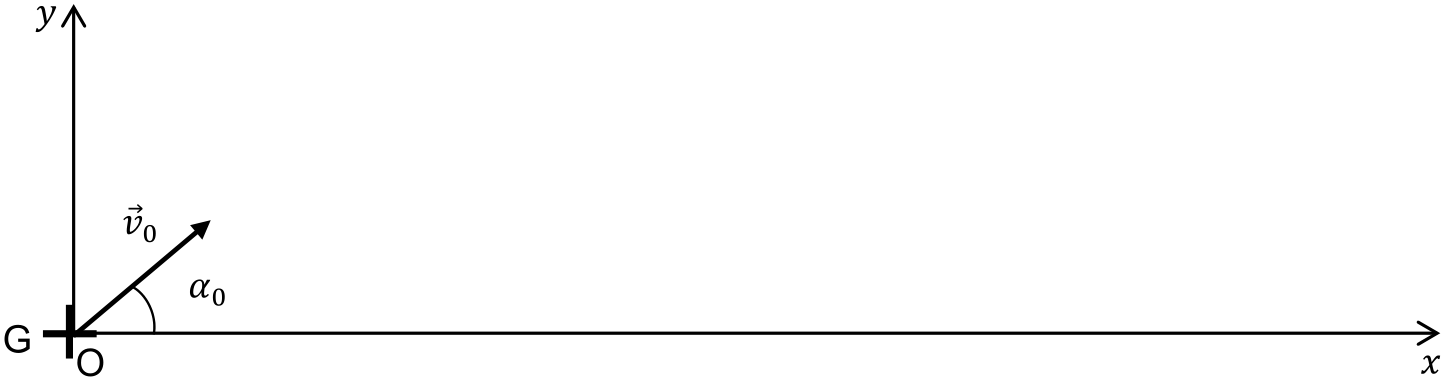 y
v⃗₀
α₀
G
O
x